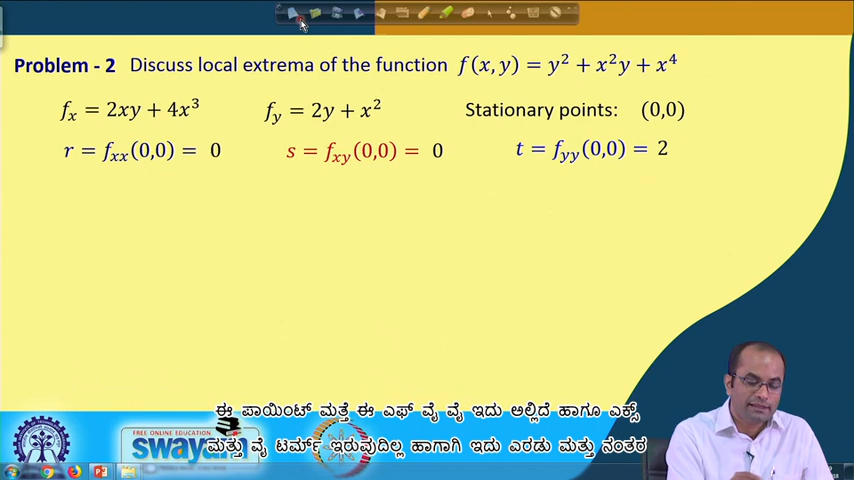 Problem - 2 Discuss local extrema of the function f(x, y) = y² + x²y + x⁴
fₓ = 2xy + 4x³ f_y = 2y + x² Stationary points: (0,0)
r = fₓₓ(0,0) = 0 s = f_xy(0,0) = 0 t = f_yy(0,0) = 2
ಈ ಪಾಯಿಂಟ್ ಮತ್ತೆ ಈ ಎಫ್ ವೈ ವೈ ಇದು ಅಲ್ಲಿದೆ ಹಾಗೂ ಎಕ್ಸ್
ಮತ್ತು ವೈ ಟರ್ಮ್ ಇರುವುದಿಲ್ಲ ಹಾಗಾಗಿ ಇದು ಎರಡು ಮತ್ತು ನಂತರ
FREE ONLINE EDUCATION
swayam